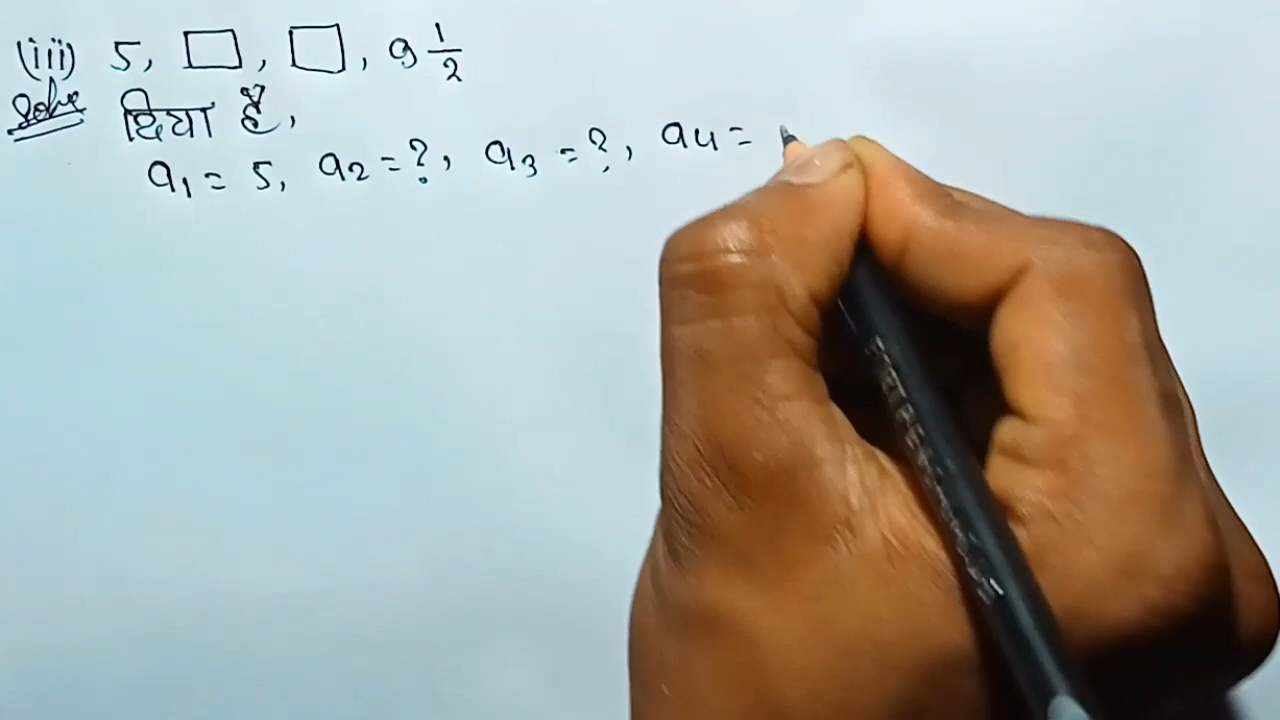 (iii) 5, □, □, 9 1/2
Solve दिया है,
a₁ = 5, a₂ = ?, a₃ = ?, a₄ =